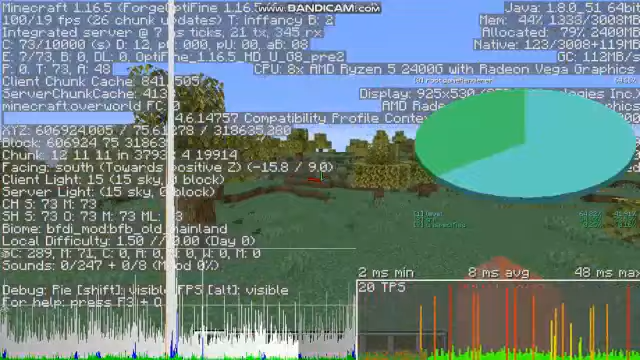 Minecraft 1.16.5 (ForgeOptiFine 1.16.5
www.BANDICAM.com
100/19 fps (26 chunk updates) T: inf fancy B: 2
Integrated server @ 7 ms ticks, 21 tx, 345 rx
C: 73/10000 (s) D: 12, pU: 000, pU: 00, aB: 08
E: 7/73, B: 0, DL: 0, OptiFine_1.16.5_HD_U_G8_pre2
P: 0, T: 73, A: 48
Client Chunk Cache: 841, 505
ServerChunkCache: 413
minecraft:overworld FC: 0
XYZ: 606924.005 / 75.61278 / 318635.280
Block: 606924 75 318635
Chunk: 12 11 11 in 37932 4 19914
Facing: south (Towards positive Z) (-15.8 / 9.0)
Client Light: 15 (15 sky, 0 block)
Server Light: (15 sky, 0 block)
CH S: 73 M: 73
SH S: 73 O: 73 M: 73 ML: 73
Biome: bfdi_mod:bfb_old_mainland
Local Difficulty: 1.50 // 0.00 (Day 0)
SC: 289, M: 71, C: 0, A: 0, A: 0, W: 0, M: 0
Sounds: 0/247 + 0/8 (Mood 0%)
Debug: Pie [shift]: visible FPS [alt]: visible
For help: press F3 + Q
Java: 1.8.0_51 64bit
Mem: 44% 1333/3008MB
Allocated: 79% 2400MB
Native: 123/3008+119MB
GC: 112MB/s
CPU: 8x AMD Ryzen 5 2400G with Radeon Vega Graphics
Display: 925x530
4.6.14757 Compatibility Profile Context
2 ms min
8 ms avg
48 ms max
20 TPS